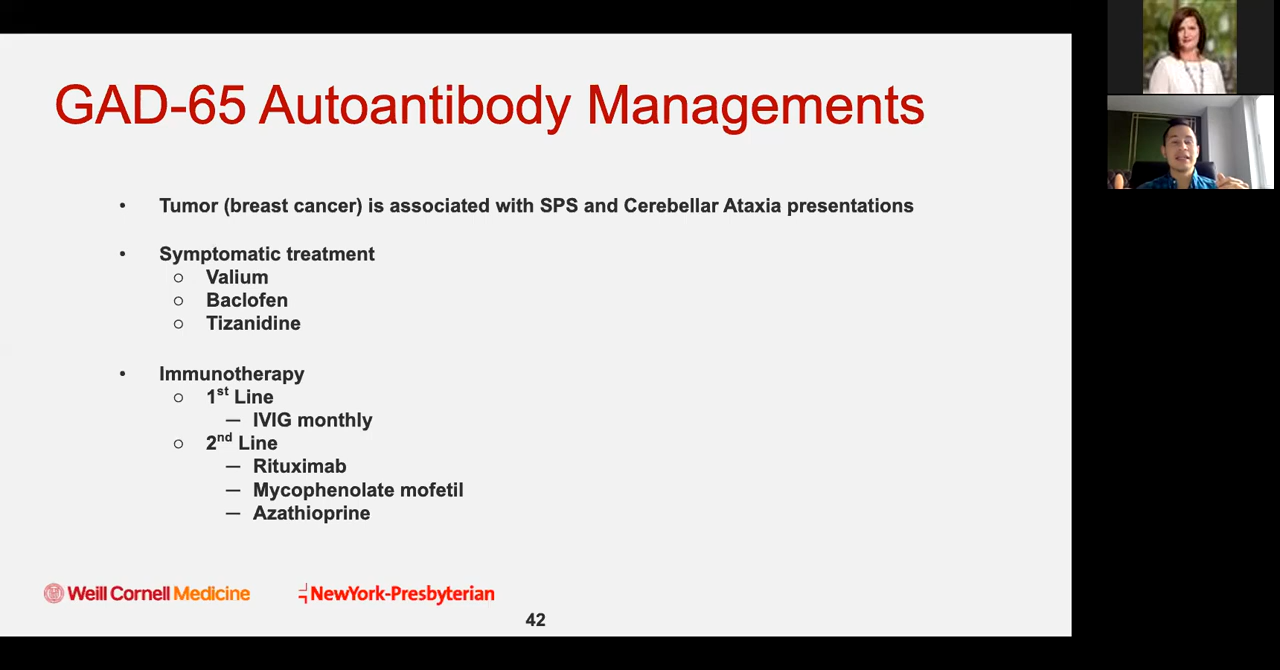 GAD-65 Autoantibody Managements
• Tumor (breast cancer) is associated with SPS and Cerebellar Ataxia presentations
• Symptomatic treatment
○ Valium
○ Baclofen
○ Tizanidine
• Immunotherapy
○ 1st Line
— IVIG monthly
○ 2nd Line
— Rituximab
— Mycophenolate mofetil
— Azathioprine
Weill Cornell Medicine NewYork-Presbyterian
42